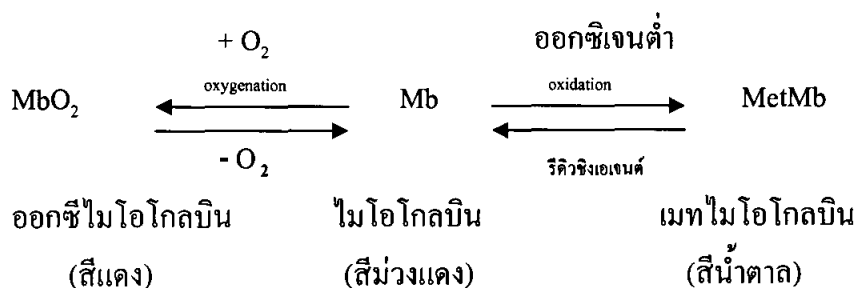 + O₂ ออกซิเจนต่ำ
oxygenation oxidation
MbO₂ Mb MetMb
- O₂ รีดิวชิงเอเจนต์
ออกซีไมโอโกลบิน ไมโอโกลบิน เมทไมโอโกลบิน
(สีแดง) (สีม่วงแดง) (สีน้ำตาล)